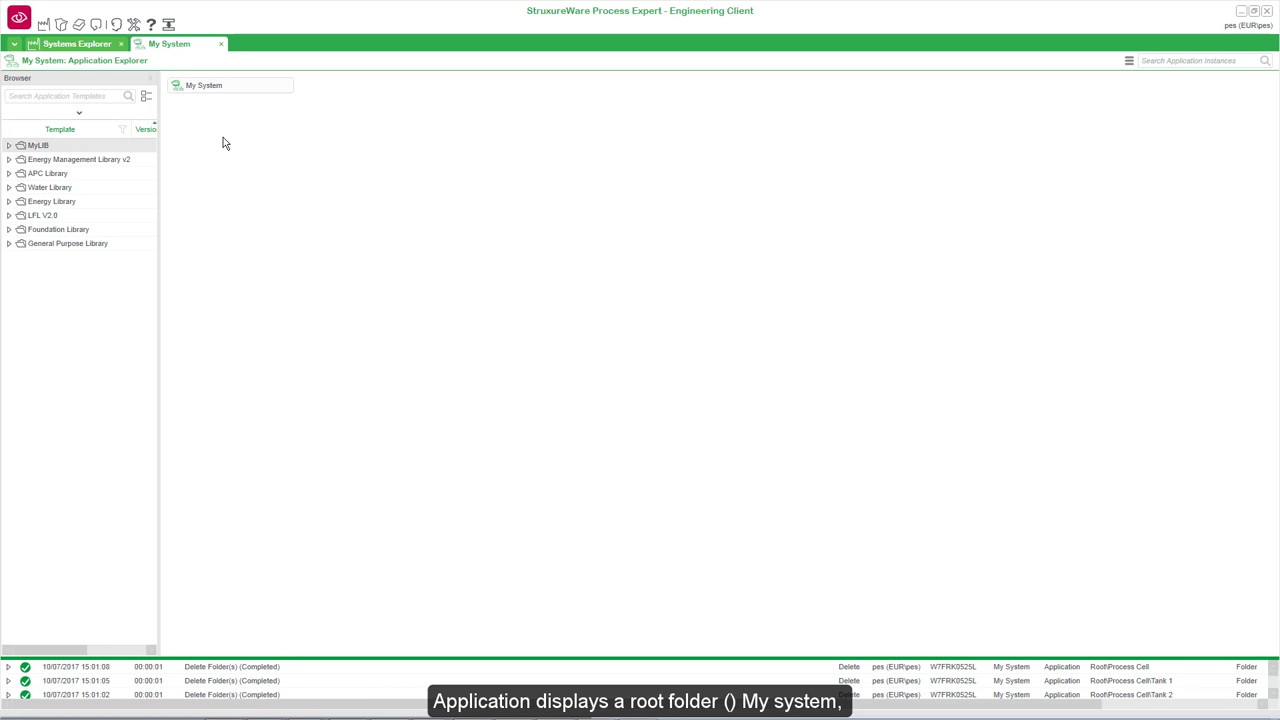 StruxureWare Process Expert - Engineering Client
pes (EUR\pes)
Systems Explorer
My System
My System: Application Explorer
Search Application Instances
Browser
My System
Search Application Templates
Template
Versio
MyLIB
Energy Management Library v2
APC Library
Water Library
Energy Library
LFL V2.0
Foundation Library
General Purpose Library
10/07/2017 15:01:08 00:00:01 Delete Folder(s) (Completed) Delete pes (EUR\pes) W7FRK0525L My System Application Root\Process Cell Folder
10/07/2017 15:01:05 00:00:01 Delete Folder(s) (Completed) Delete pes (EUR\pes) W7FRK0525L My System Application Root\Process Cell\Tank 1 Folder
10/07/2017 15:01:02 00:00:01 Delete Folder(s) (Completed) Delete pes (EUR\pes) W7FRK0525L My System Application Root\Process Cell\Tank 2 Folder
Application displays a root folder () My system,